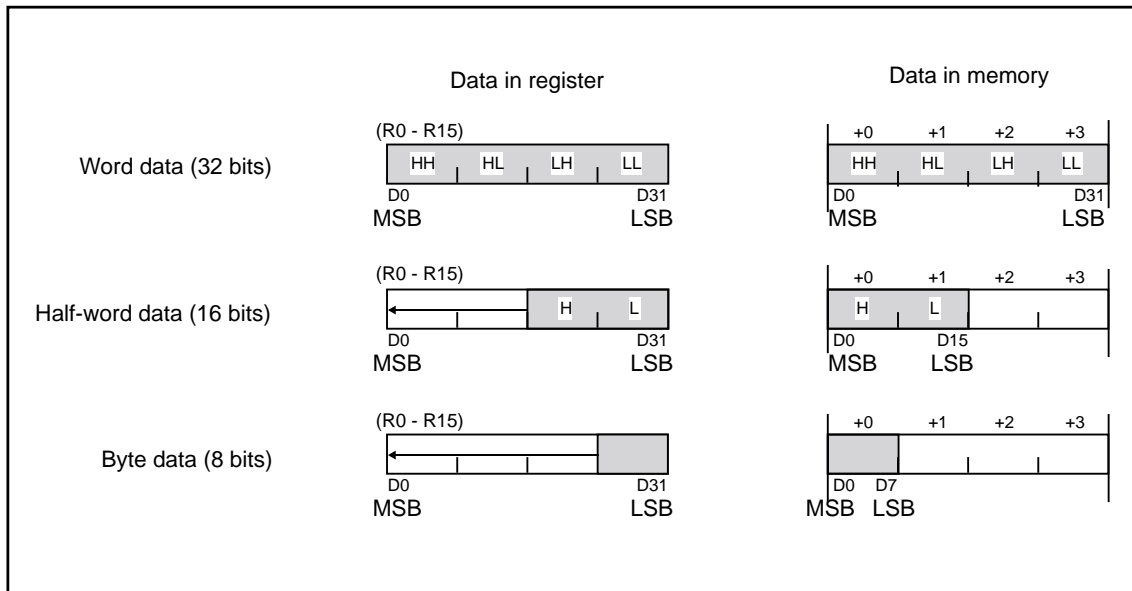 Data in register
Data in memory
(R0 - R15)
+0 +1 +2 +3
Word data (32 bits)
HH HL LH LL
HH HL LH LL
D0 D31
D0 D31
MSB LSB
MSB LSB
(R0 - R15)
+0 +1 +2 +3
Half-word data (16 bits)
H L
H L
D0 D31
D0 D15
MSB LSB
MSB LSB
(R0 - R15)
+0 +1 +2 +3
Byte data (8 bits)
D0 D31
D0 D7
MSB LSB
MSB LSB